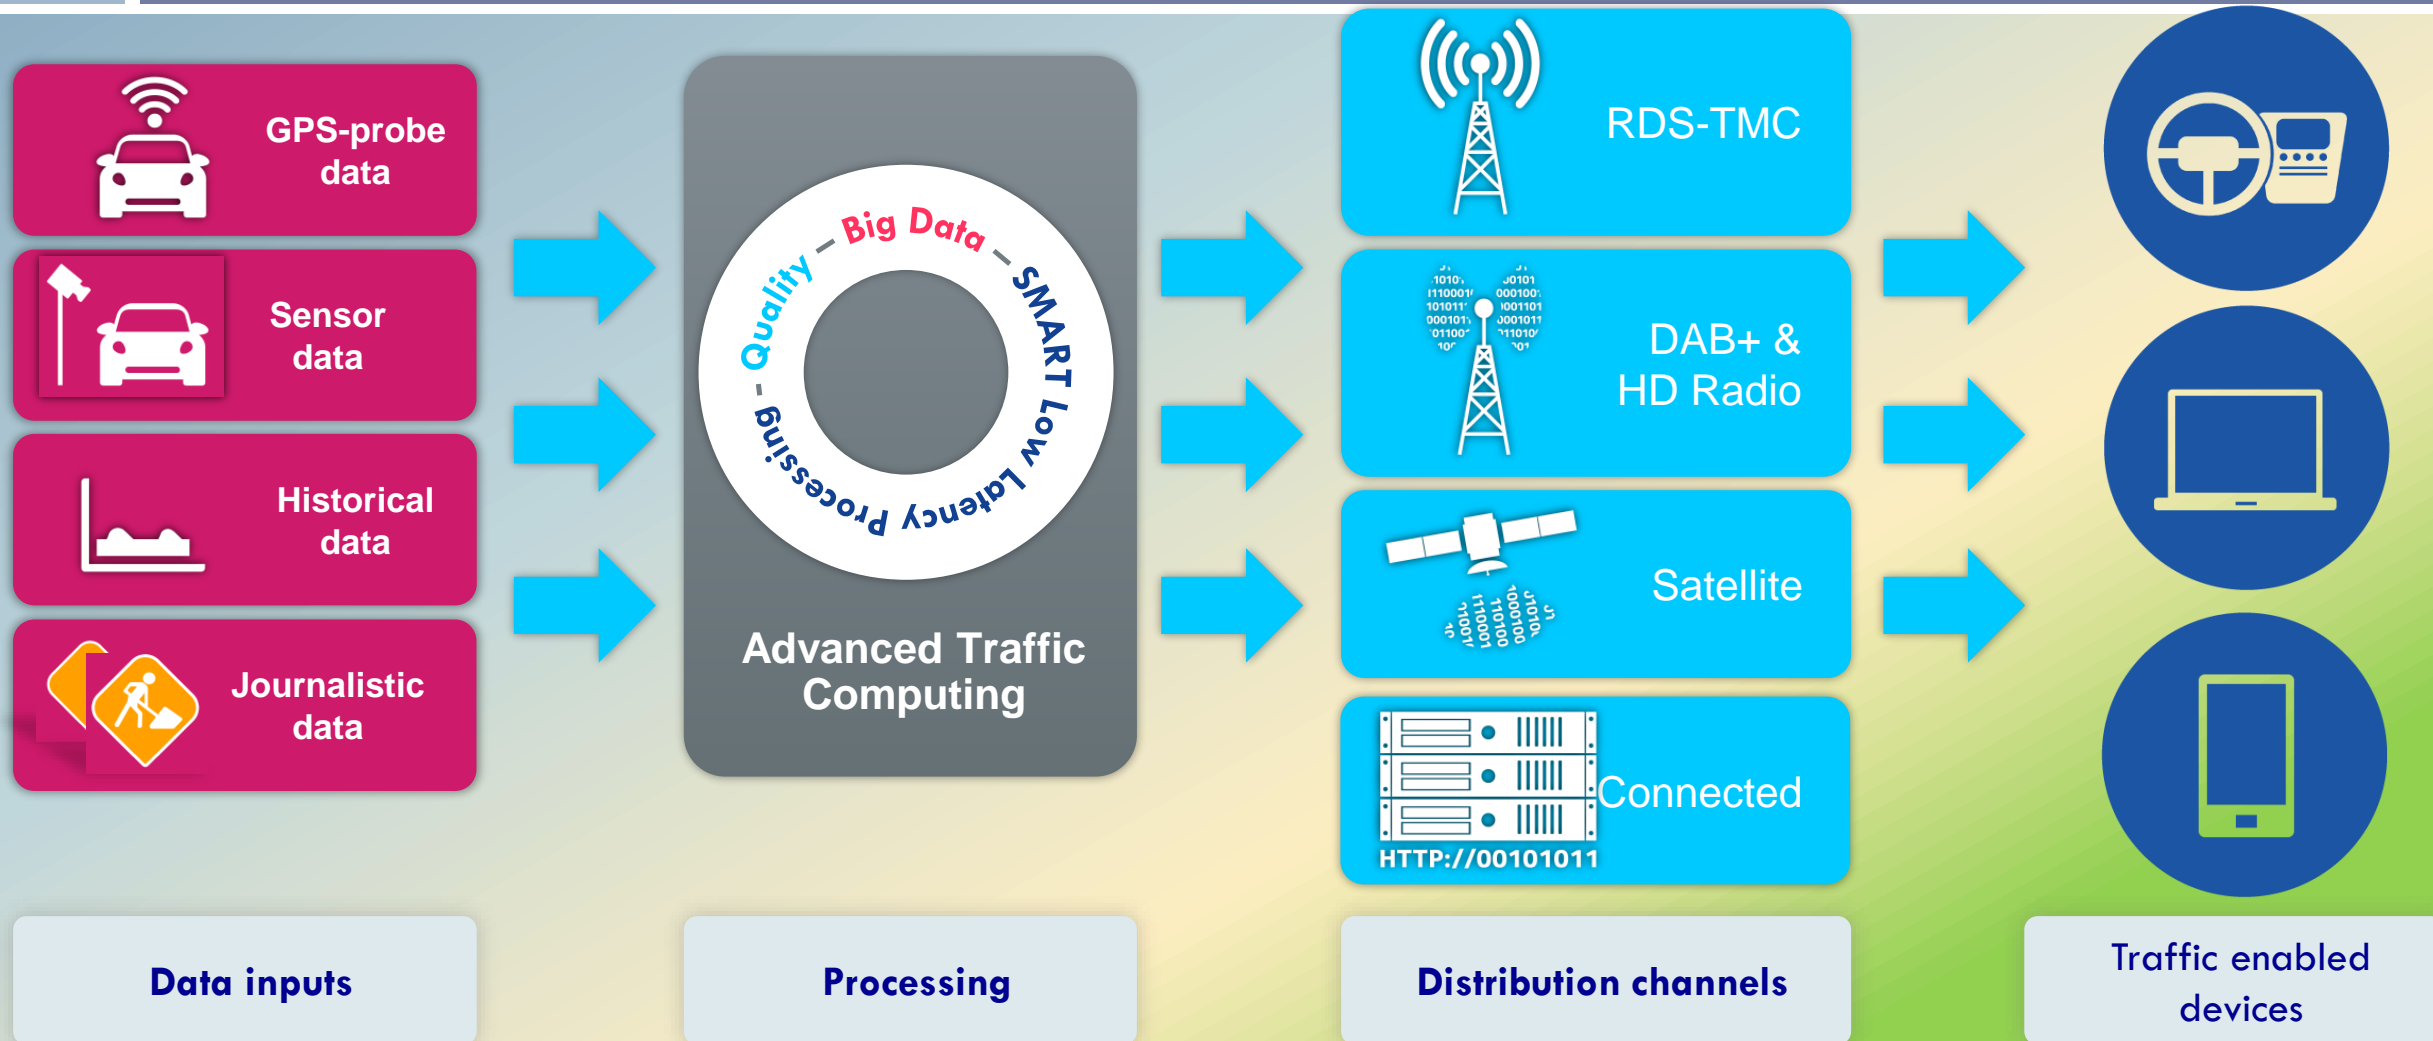 GPS-probe
data
Sensor
data
Historical
data
Journalistic
data
Quality – Big Data – SMART Low Latency Processing –
Advanced Traffic
Computing
RDS-TMC
DAB+ &
HD Radio
Satellite
Connected
HTTP://00101011
Data inputs
Processing
Distribution channels
Traffic enabled
devices